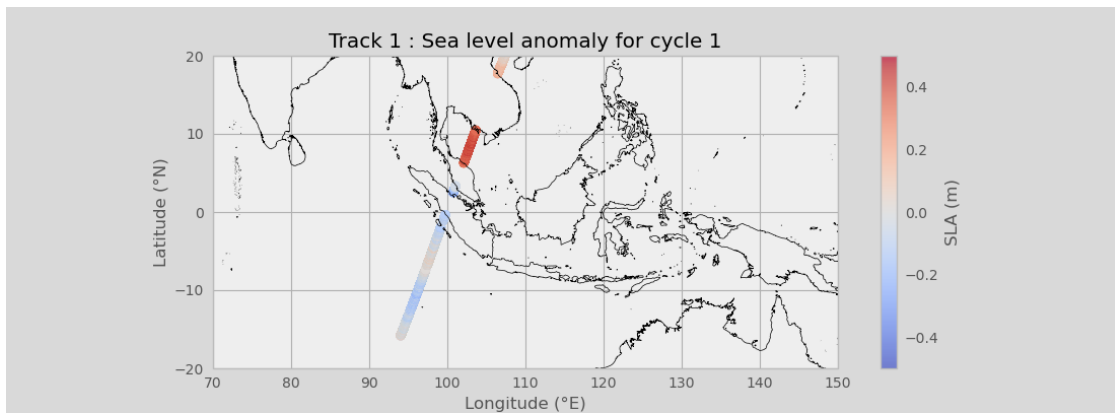 Track 1 : Sea level anomaly for cycle 1
20
10
0
−10
−20
Latitude (°N)
70 80 90 100 110 120 130 140 150
Longitude (°E)
0.4
0.2
0.0
−0.2
−0.4
SLA (m)